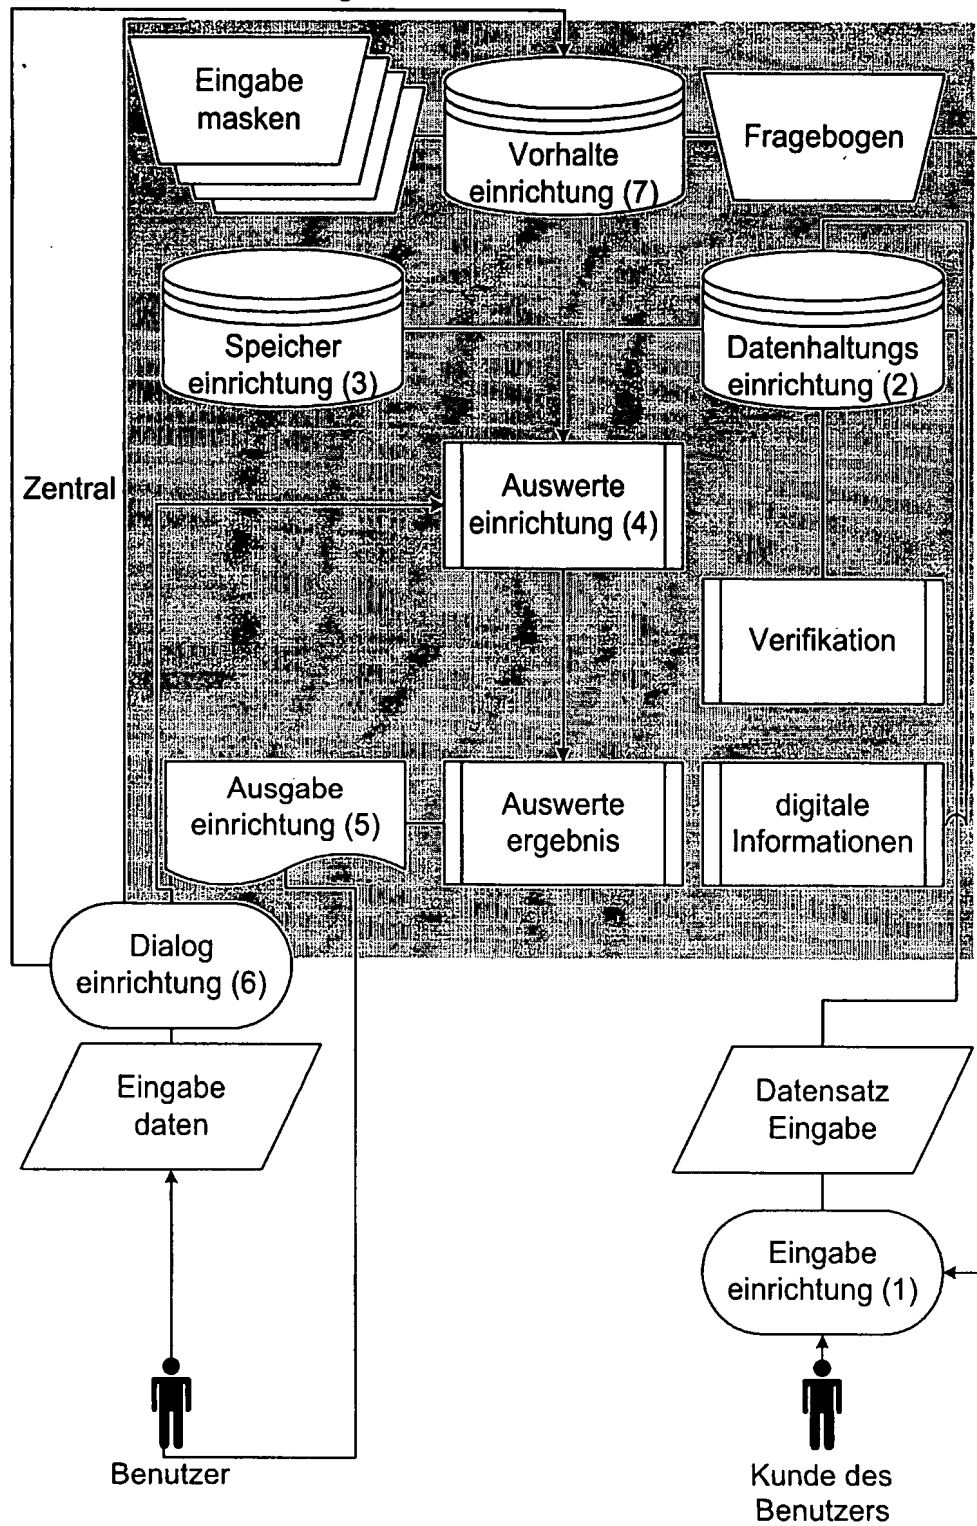 Eingabe
masken
Vorhalte
einrichtung (7)
Fragebogen
Speicher
einrichtung (3)
Datenhaltungs
einrichtung (2)
Zentral
Auswerte
einrichtung (4)
Verifikation
Ausgabe
einrichtung (5)
Auswerte
ergebnis
digitale
Informationen
Dialog
einrichtung (6)
Eingabe
daten
Datensatz
Eingabe
Eingabe
einrichtung (1)
Benutzer
Kunde des
Benutzers